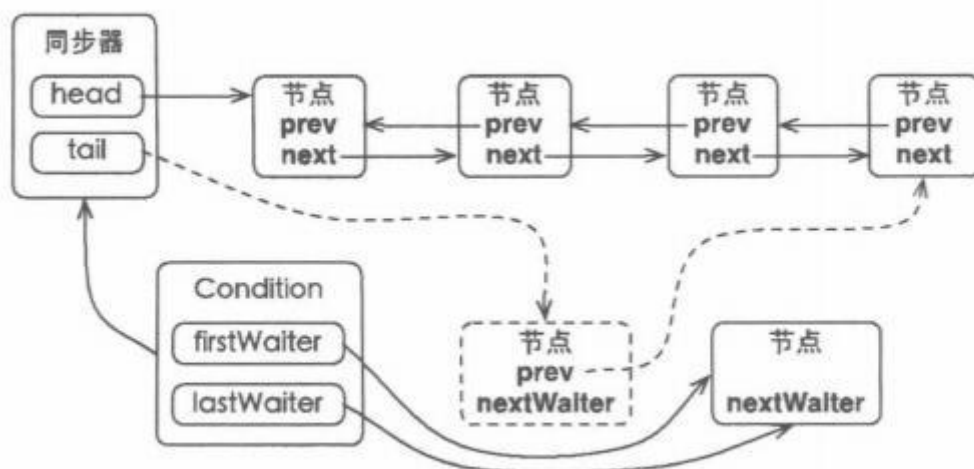 同步器
head
tail
节点
prev
next
节点
prev
next
节点
prev
next
节点
prev
next
Condition
firstWaiter
lastWaiter
节点
prev
nextWaiter
节点
nextWaiter